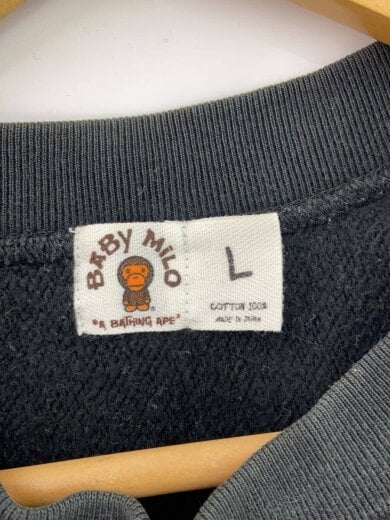 BABY MILO
"A BATHING APE"
L
COTTON 100%
MADE IN JAPAN